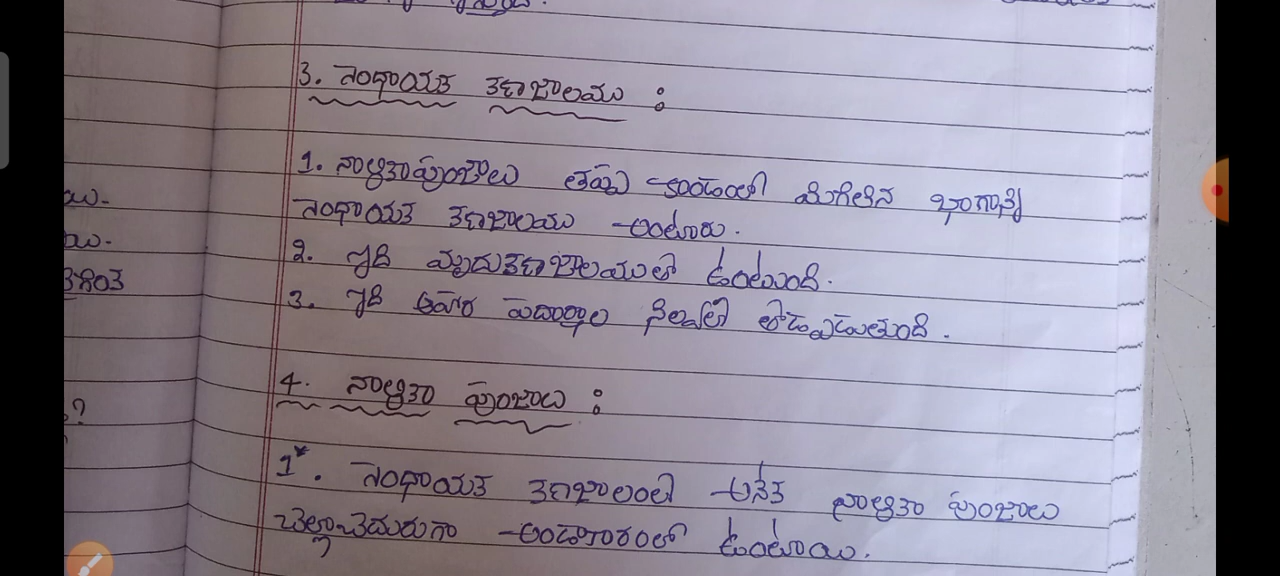 3. సంధాయక కణజాలము :
1. నాళికాపుంజాలు తప్ప కాండంలో మిగిలిన భాగాన్ని
సంధాయక కణజాలము అంటారు.
2. ఇది మృదుకణజాలముతో ఉంటుంది.
3. ఇది ఆహార పదార్థాల నిల్వలో తోడ్పడుతుంది.
4. నాళికా పుంజాలు :
1*. సంధాయక కణజాలంలో అనేక నాళికా పుంజాలు
చెల్లాచెదురుగా అండాకారంలో ఉంటాయి.